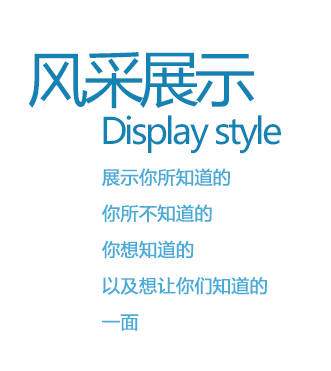 风采展示
Display style
展示你所知道的
你所不知道的
你想知道的
以及想让你们知道的
一面